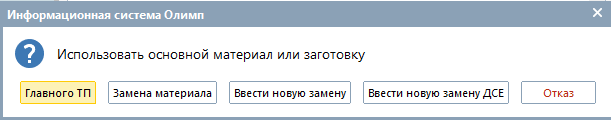 Информационная система Олимп
Использовать основной материал или заготовку
Главного ТП Замена материала Ввести новую замену Ввести новую замену ДСЕ Отказ